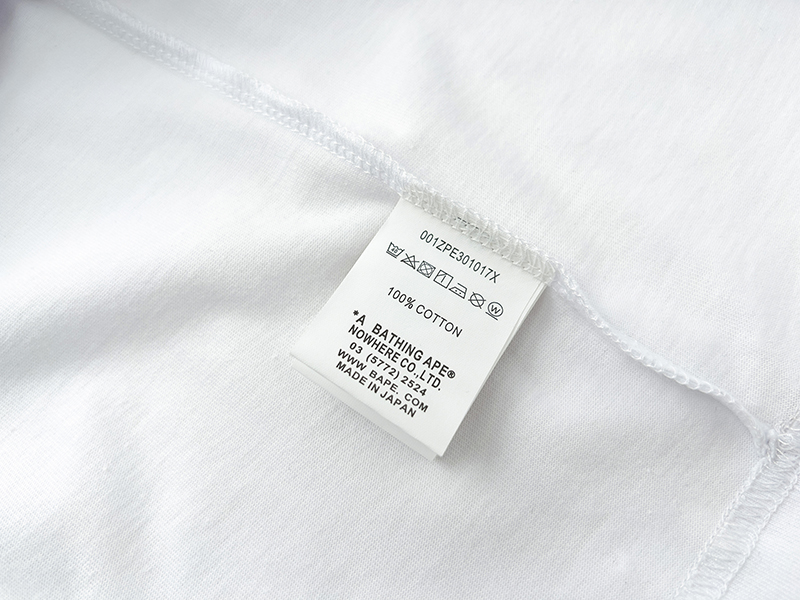 001ZPE301017X
100% COTTON
*A BATHING APE®
NOWHERE CO.,LTD.
03 (5772) 2524
WWW. BAPE. COM
MADE IN JAPAN